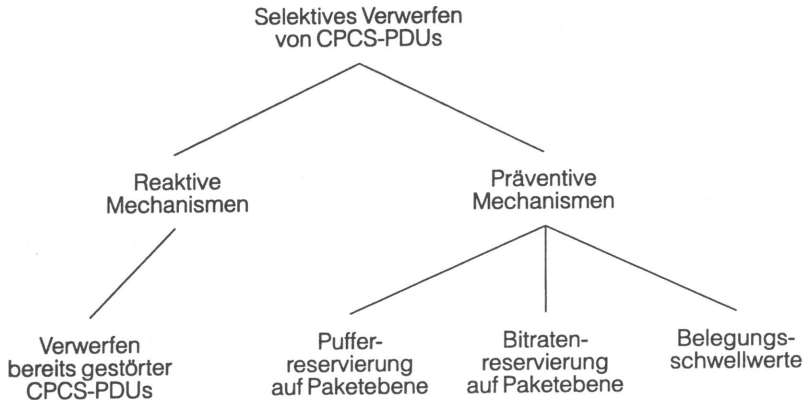 Selektives Verwerfen
von CPCS-PDUs
Reaktive
Mechanismen
Präventive
Mechanismen
Verwerfen
bereits gestörter
CPCS-PDUs
Puffer-
reservierung
auf Paketebene
Bitraten-
reservierung
auf Paketebene
Belegungs-
schwellwerte